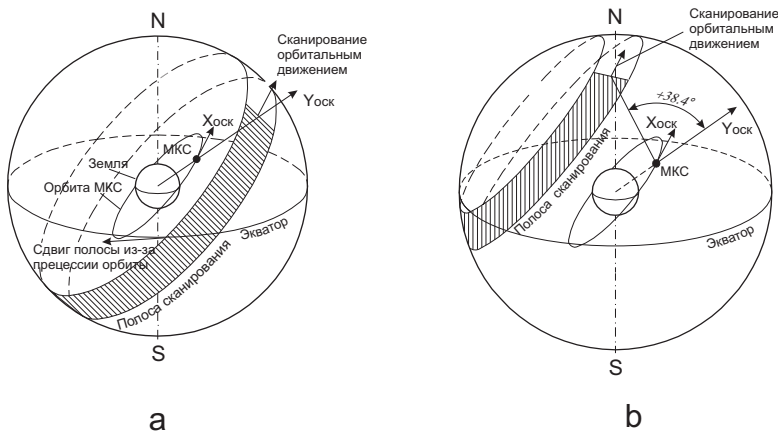 N
Сканирование
орбитальным
движением
Yоск
Xоск
МКС
Земля
Орбита МКС
Экватор
Сдвиг полосы из-за
прецессии орбиты
Полоса сканирования
S
a
N
Сканирование
орбитальным
движением
+38.4°
Xоск
Yоск
МКС
Полоса сканирования
Экватор
S
b